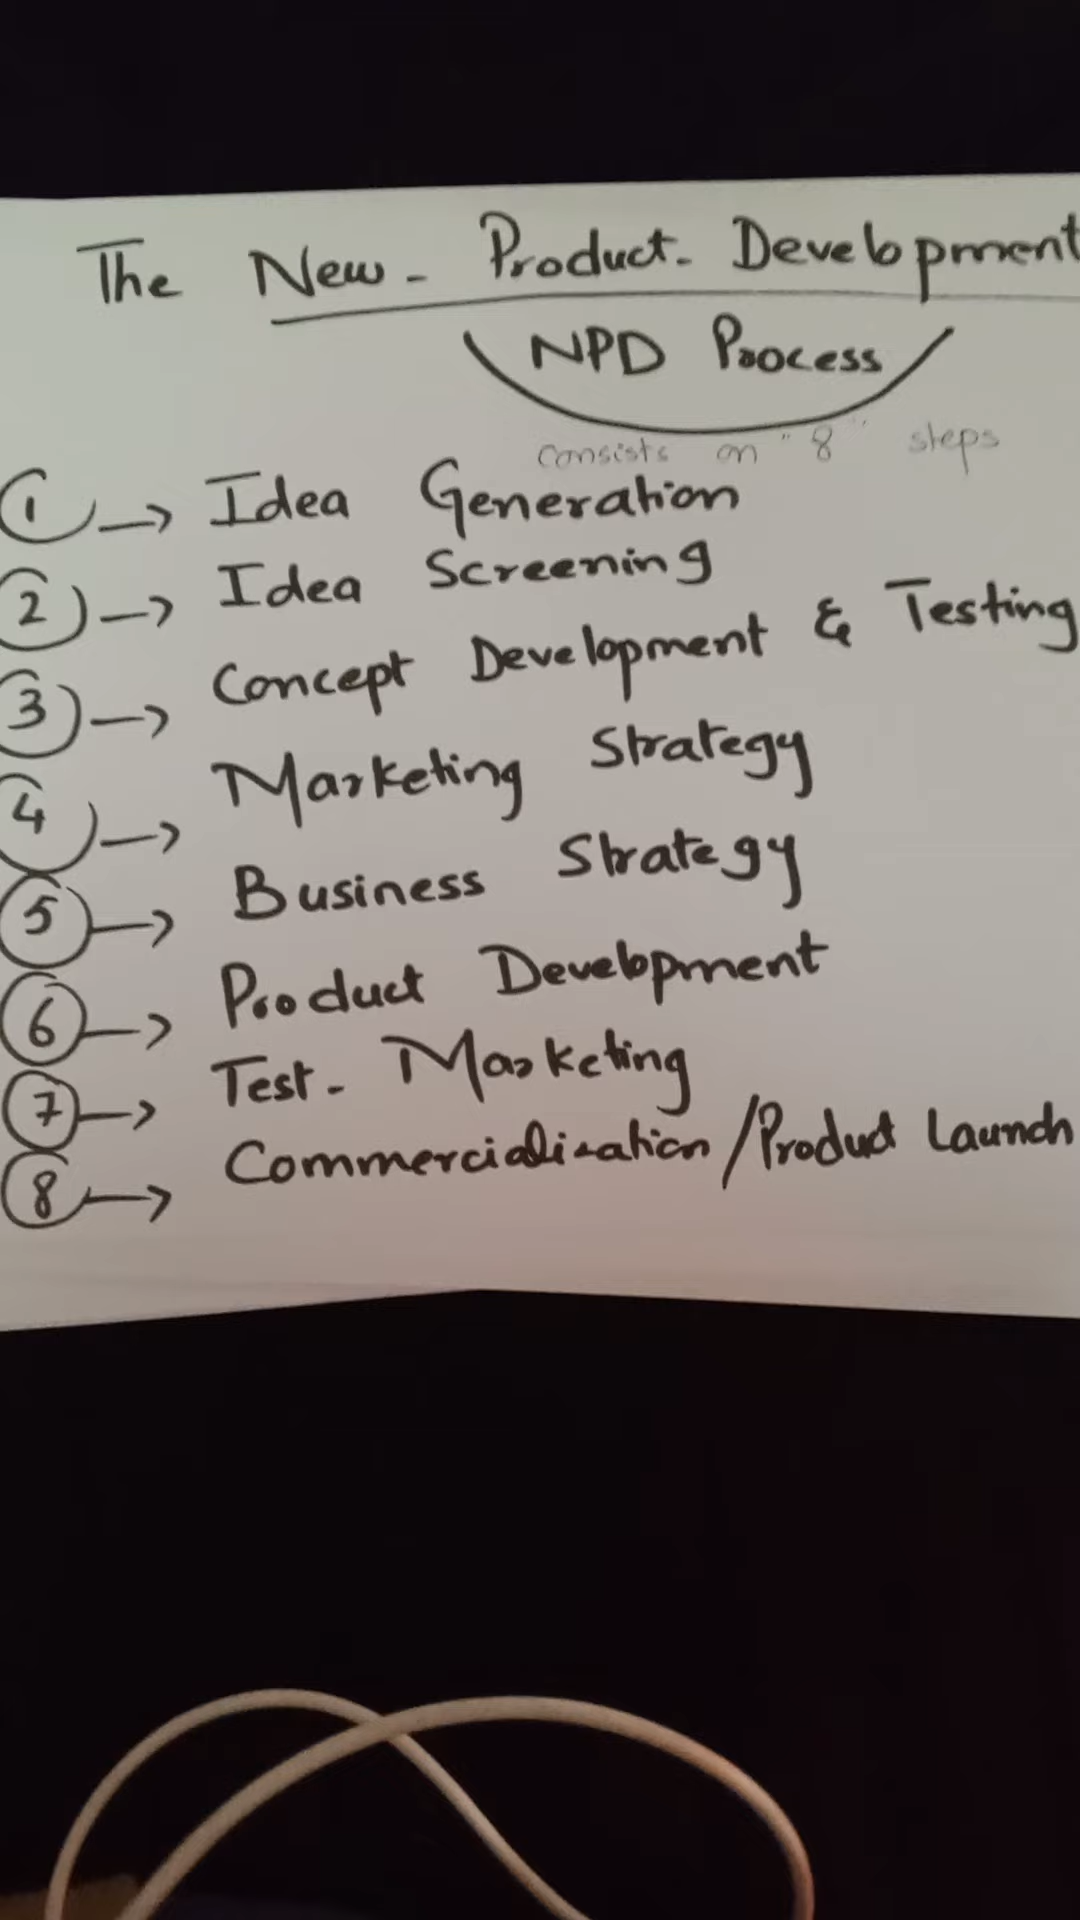 The New - Product - Development
NPD Process
consists on "8" steps
1 → Idea Generation
2 → Idea Screening
3 → Concept Development & Testing
4 → Marketing Strategy
5 → Business Strategy
6 → Product Development
7 → Test - Marketing
8 → Commercialization / Product Launch